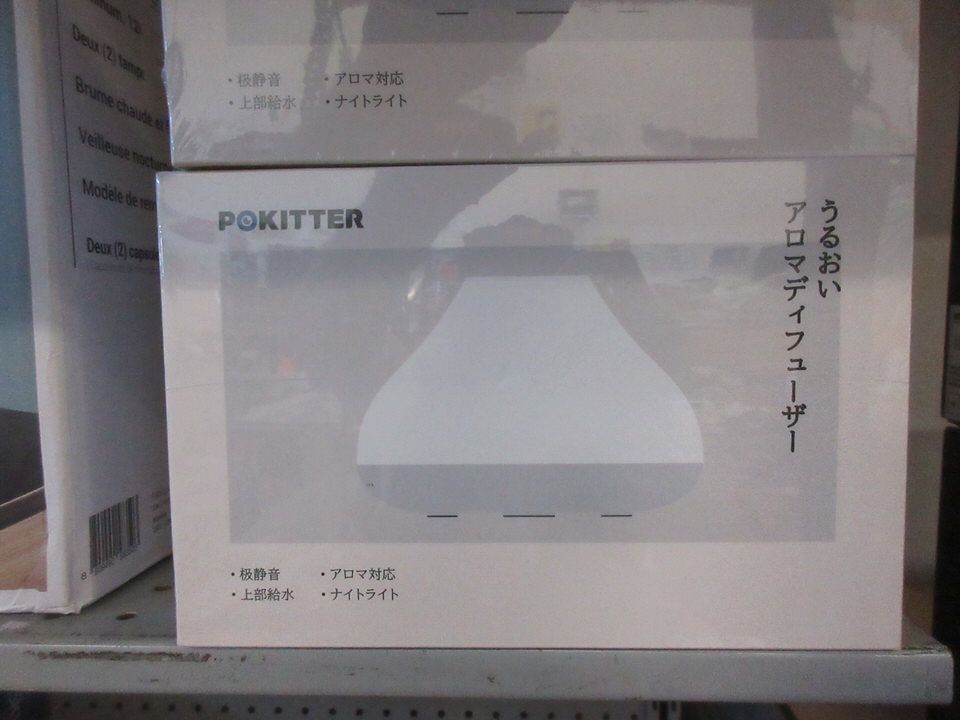 Deux (2)
Brume chaude et
Veilleuse nocturne
Modèle de
Deux (2) capsules
8
・极静音 ・アロマ対応
・上部給水 ・ナイトライト
POKITTER
うるおい
アロマディフューザー
・极静音 ・アロマ対応
・上部給水 ・ナイトライト